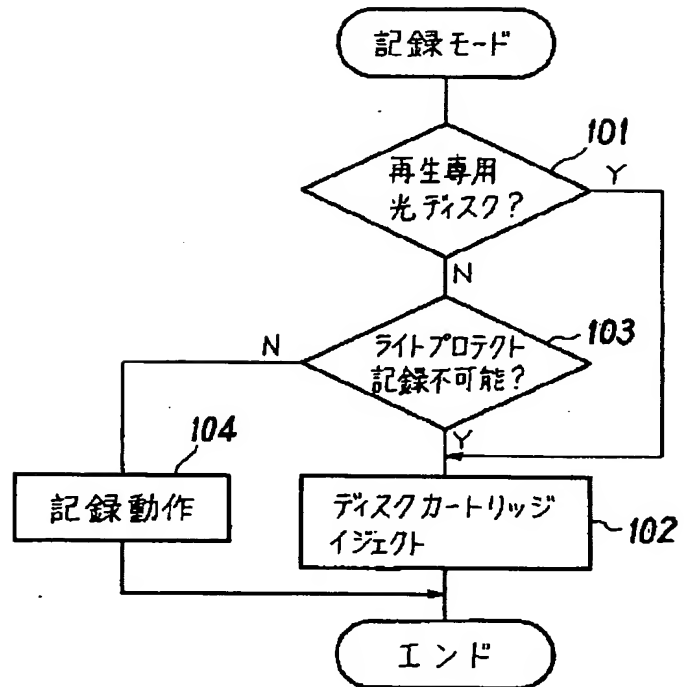 記録モード
101
再生専用
光ディスク?
Y
N
N
ライトプロテクト
記録不可能?
103
Y
104
記録動作
ディスクカートリッジ
イジェクト
102
エンド